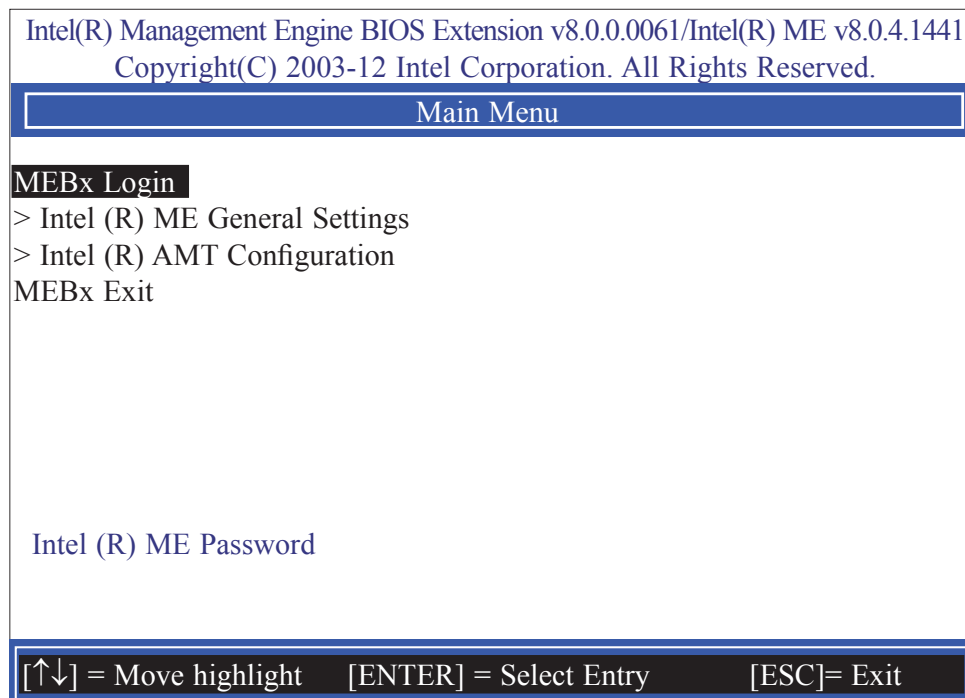 Intel(R) Management Engine BIOS Extension v8.0.0.0061/Intel(R) ME v8.0.4.1441
Copyright(C) 2003-12 Intel Corporation. All Rights Reserved.
Main Menu
MEBx Login
> Intel (R) ME General Settings
> Intel (R) AMT Configuration
MEBx Exit
Intel (R) ME Password
[↑↓] = Move highlight [ENTER] = Select Entry [ESC]= Exit